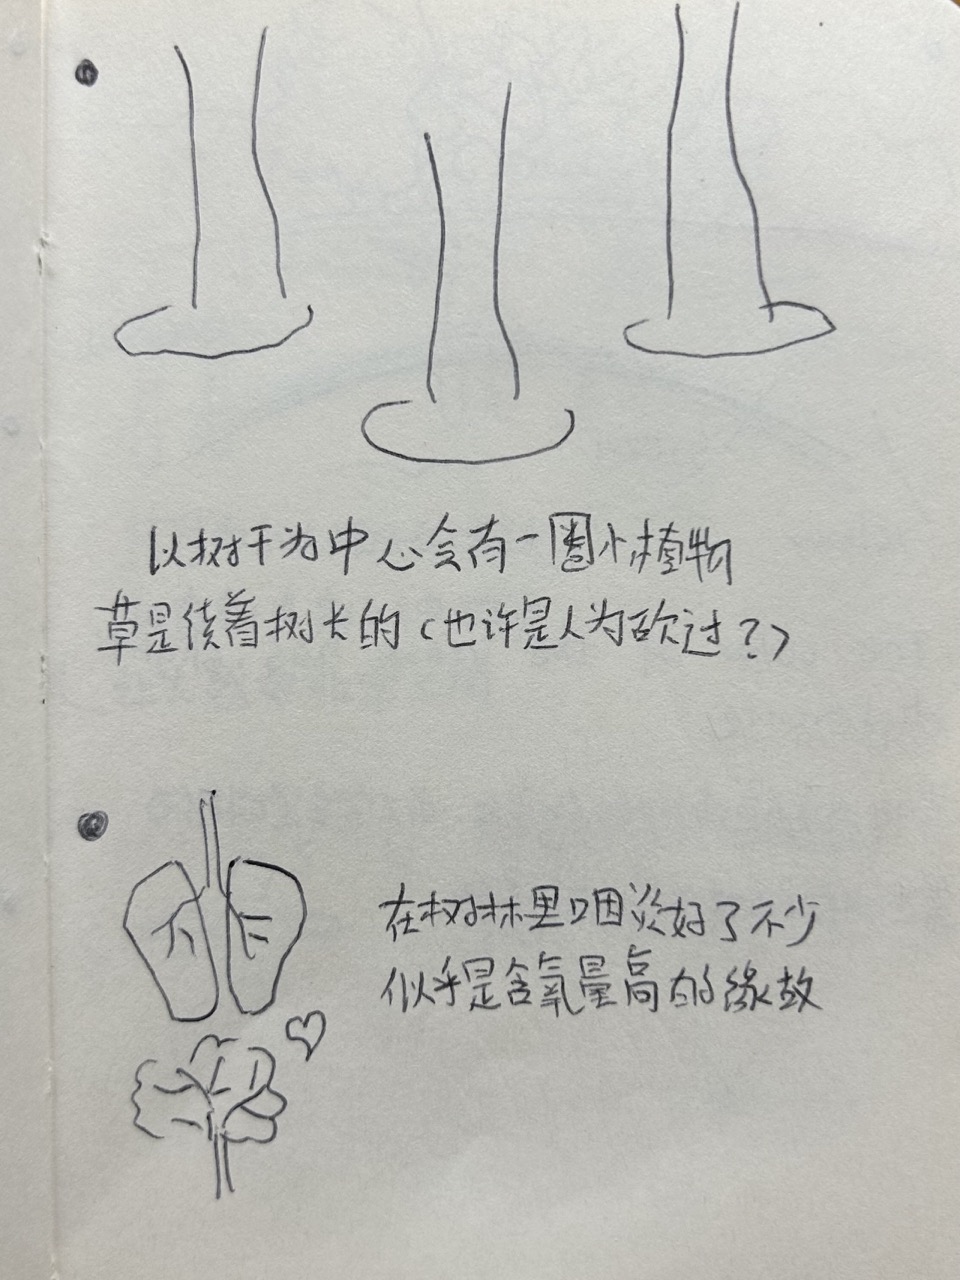 以树干为中心会有一圈小植物
草是绕着树长的（也许是人为砍过？）
在树林里咽炎好了不少
似乎是含氧量高的缘故